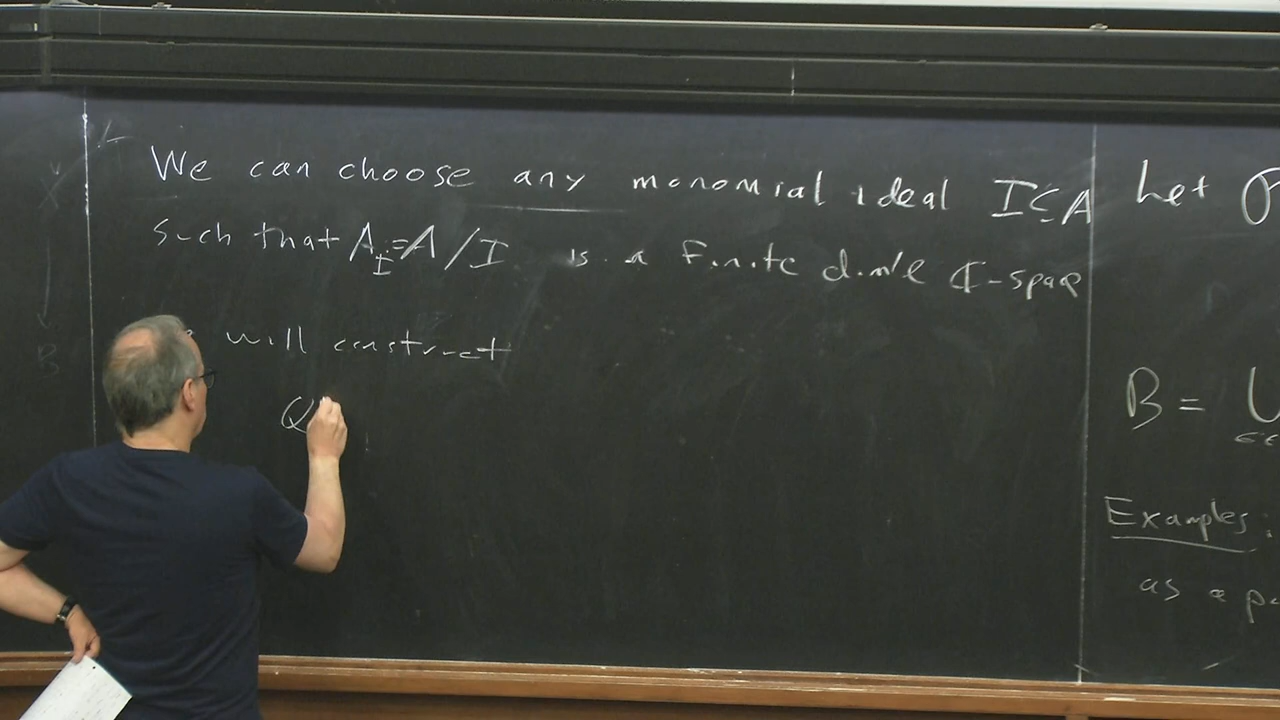 We can choose any monomial ideal I ⊆ A
such that A_I = A/I is a finite dim'l ℂ-space
will construct
Q
Let σ
B = ∪
Examples:
as a